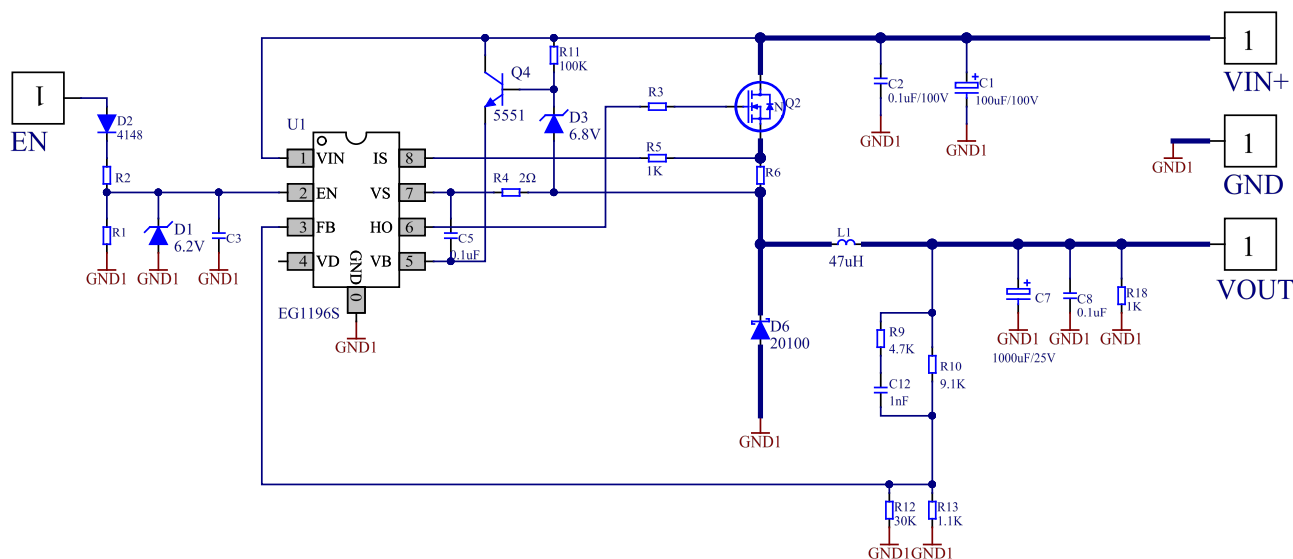 1
EN
D2
4148
R2
R1
GND1
D1
6.2V
GND1
C3
GND1
U1
1
VIN
2
EN
3
FB
4
VD
IS
8
VS
7
HO
6
VB
5
GND
0
EG1196S
GND1
Q4
5551
R11
100K
D3
6.8V
R3
R5
1K
R4
2Ω
C5
0.1uF
N
Q2
R6
C2
0.1uF/100V
GND1
C1
+
100uF/100V
GND1
1
VIN+
1
GND1
GND
1
VOUT
L1
47uH
D6
20100
GND1
R9
4.7K
C12
1nF
R10
9.1K
+
C7
GND1
1000uF/25V
C8
0.1uF
GND1
R18
1K
GND1
R12
30K
GND1
R13
1.1K
GND1